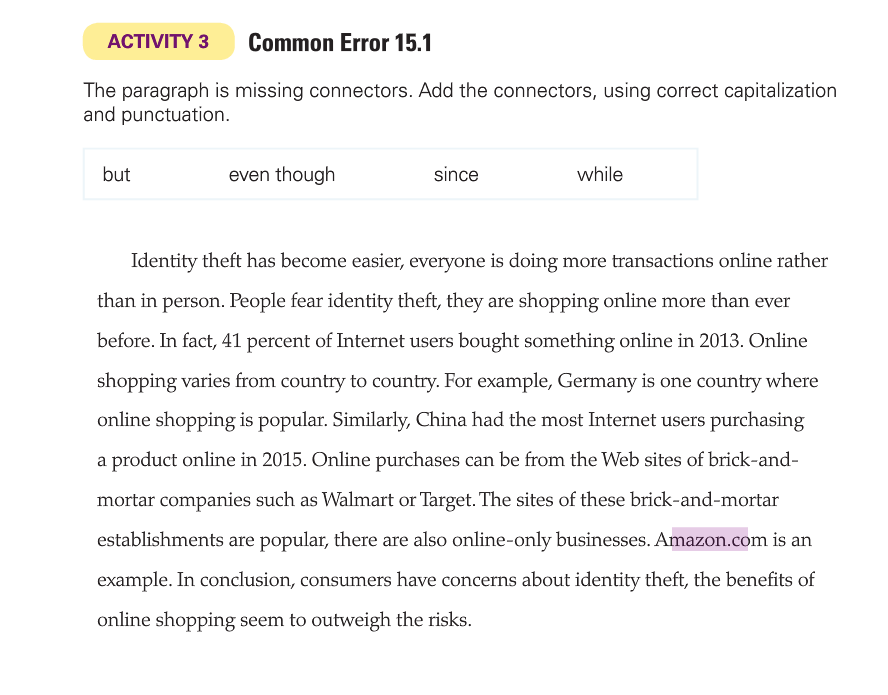 ACTIVITY 3 Common Error 15.1
The paragraph is missing connectors. Add the connectors, using correct capitalization
and punctuation.
but even though since while
Identity theft has become easier, everyone is doing more transactions online rather
than in person. People fear identity theft, they are shopping online more than ever
before. In fact, 41 percent of Internet users bought something online in 2013. Online
shopping varies from country to country. For example, Germany is one country where
online shopping is popular. Similarly, China had the most Internet users purchasing
a product online in 2015. Online purchases can be from the Web sites of brick-and-
mortar companies such as Walmart or Target. The sites of these brick-and-mortar
establishments are popular, there are also online-only businesses. Amazon.com is an
example. In conclusion, consumers have concerns about identity theft, the benefits of
online shopping seem to outweigh the risks.